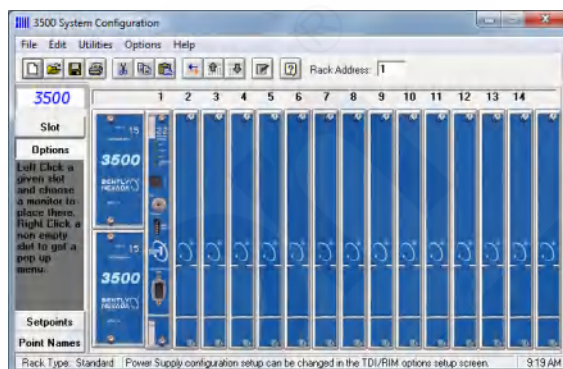 3500 System Configuration
File Edit Utilities Options Help
Rack Address: 1
3500
1 2 3 4 5 6 7 8 9 10 11 12 13 14
Slot
Options
Left Click a
given slot
and choose
a monitor to
place there.
Right Click a
non empty
slot to get a
pop up
menu.
15
3500
BENTLY
NEVADA
22
15
3500
BENTLY
NEVADA
Setpoints
Point Names
Rack Type: Standard Power Supply configuration setup can be changed in the TDI/RIM options setup screen. 9:19 AM